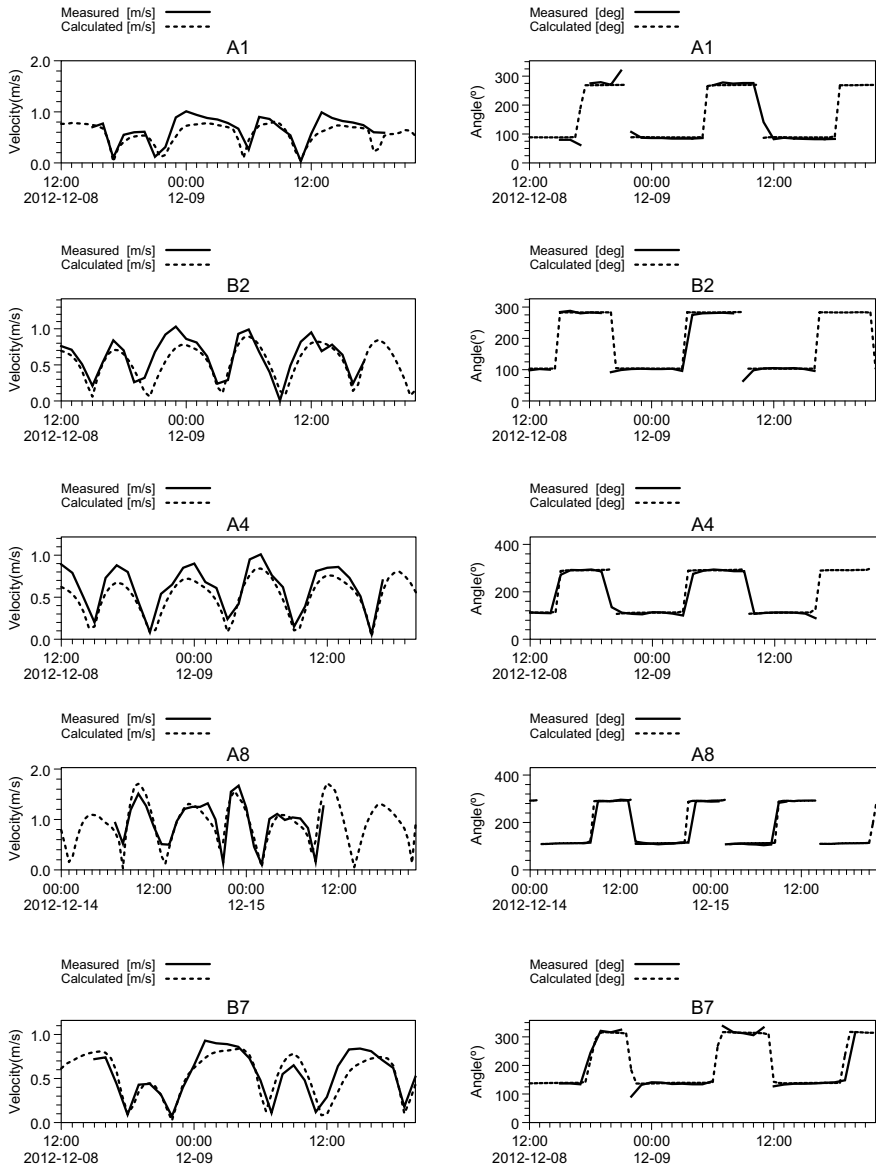 Measured [m/s]
Calculated [m/s]
A1
Velocity(m/s)
2.0
1.0
0.0
12:00
00:00
12:00
2012-12-08
12-09
Measured [deg]
Calculated [deg]
A1
Angle(º)
300
200
100
0
12:00
00:00
12:00
2012-12-08
12-09
Measured [m/s]
Calculated [m/s]
B2
Velocity(m/s)
1.0
0.5
0.0
12:00
00:00
12:00
2012-12-08
12-09
Measured [deg]
Calculated [deg]
B2
Angle(º)
300
200
100
0
12:00
00:00
12:00
2012-12-08
12-09
Measured [m/s]
Calculated [m/s]
A4
Velocity(m/s)
1.0
0.5
0.0
12:00
00:00
12:00
2012-12-08
12-09
Measured [deg]
Calculated [deg]
A4
Angle(º)
400
200
0
12:00
00:00
12:00
2012-12-08
12-09
Measured [m/s]
Calculated [m/s]
A8
Velocity(m/s)
2.0
1.0
0.0
00:00
12:00
00:00
12:00
2012-12-14
12-15
Measured [deg]
Calculated [deg]
A8
Angle(º)
400
200
0
00:00
12:00
00:00
12:00
2012-12-14
12-15
Measured [m/s]
Calculated [m/s]
B7
Velocity(m/s)
1.0
0.5
0.0
12:00
00:00
12:00
2012-12-08
12-09
Measured [deg]
Calculated [deg]
B7
Angle(º)
300
200
100
0
12:00
00:00
12:00
2012-12-08
12-09